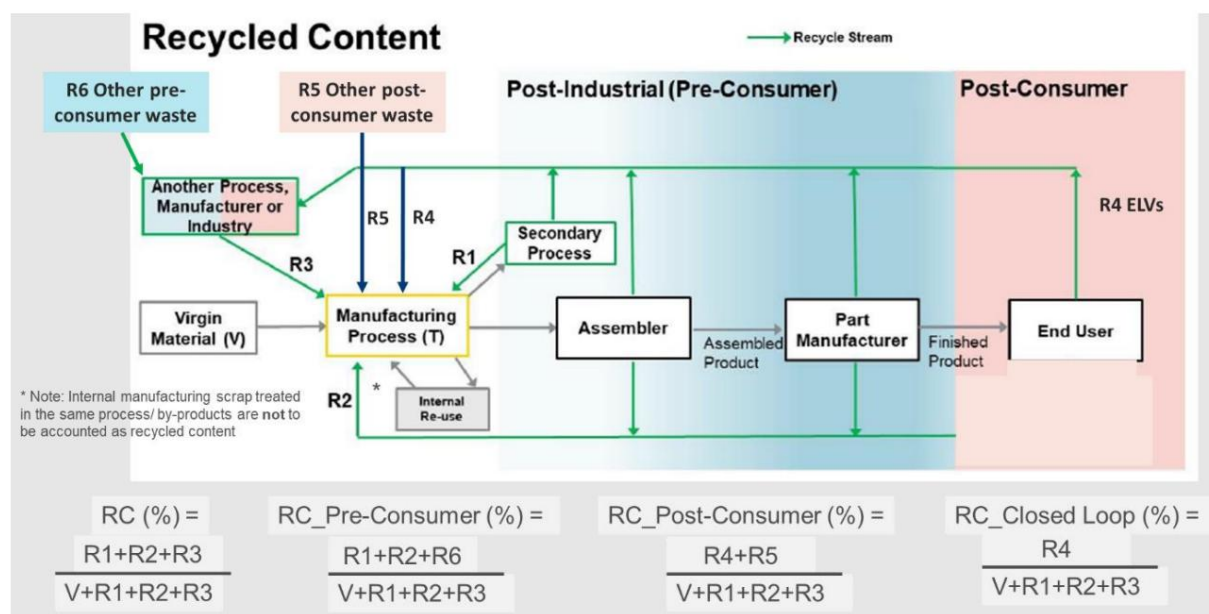 Recycled Content
Recycle Stream
R6 Other pre-
consumer waste
R5 Other post-
consumer waste
Post-Industrial (Pre-Consumer)
Post-Consumer
Another Process,
Manufacturer or
Industry
R5
R4
R1
Secondary
Process
R4 ELVs
R3
Virgin
Material (V)
Manufacturing
Process (T)
Assembler
Assembled
Product
Part
Manufacturer
Finished
Product
End User
* Note: Internal manufacturing scrap treated
in the same process/ by-products are not to
be accounted as recycled content
R2
*
Internal
Re-use
RC (%) =
R1+R2+R3
V+R1+R2+R3
RC_Pre-Consumer (%) =
R1+R2+R6
V+R1+R2+R3
RC_Post-Consumer (%) =
R4+R5
V+R1+R2+R3
RC_Closed Loop (%) =
R4
V+R1+R2+R3